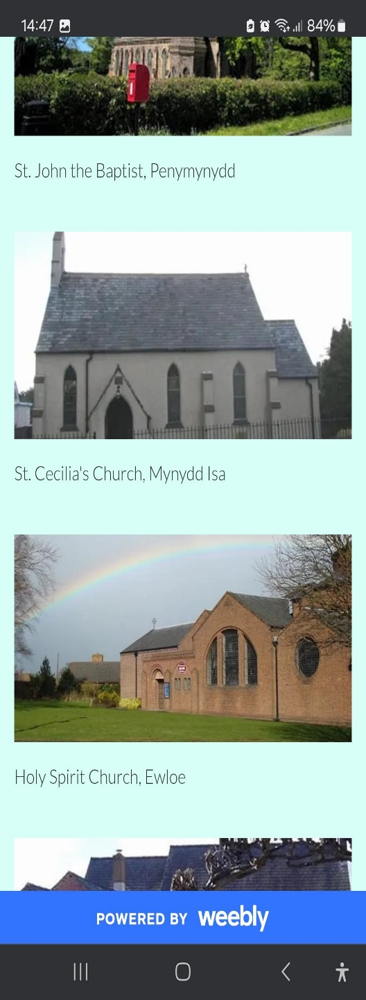 14:47 84%
St. John the Baptist, Penymynydd
St. Cecilia's Church, Mynydd Isa
Holy Spirit Church, Ewloe
POWERED BY weebly